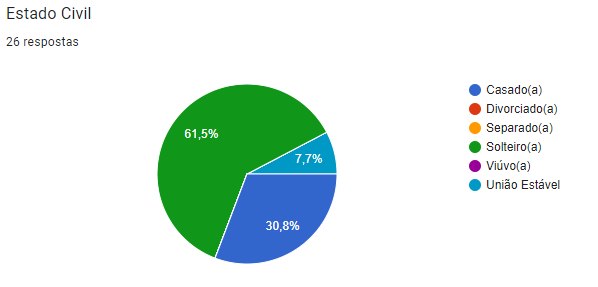 Estado Civil
26 respostas
61,5%
7,7%
30,8%
Casado(a)
Divorciado(a)
Separado(a)
Solteiro(a)
Viúvo(a)
União Estável